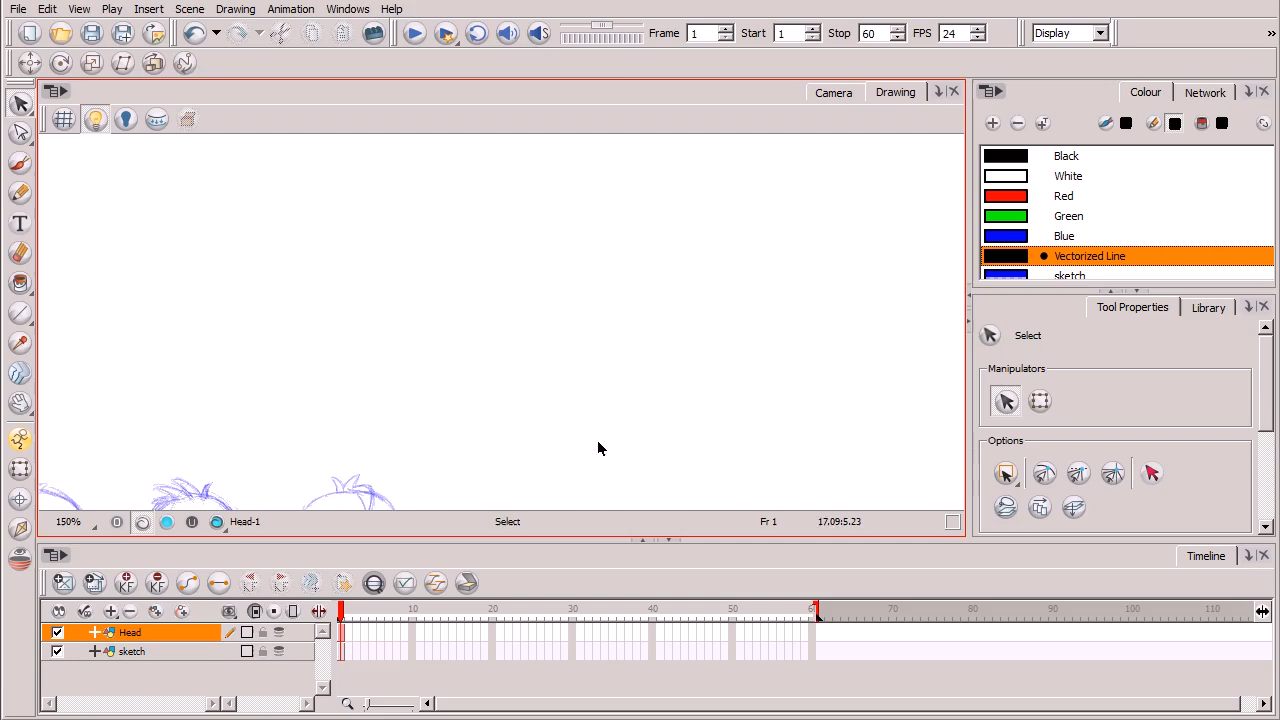 File Edit View Play Insert Scene Drawing Animation Windows Help
Frame 1 Start 1 Stop 60 FPS 24 Display »
Camera Drawing
Colour Network
Black
White
Red
Green
Blue
Vectorized Line
sketch
T
Tool Properties Library
Select
Manipulators
Options
150% Head-1 Select Fr 1 17.09:5.23
Timeline
KF KF
10 20 30 40 50 70 80 90 100 110
Head
sketch